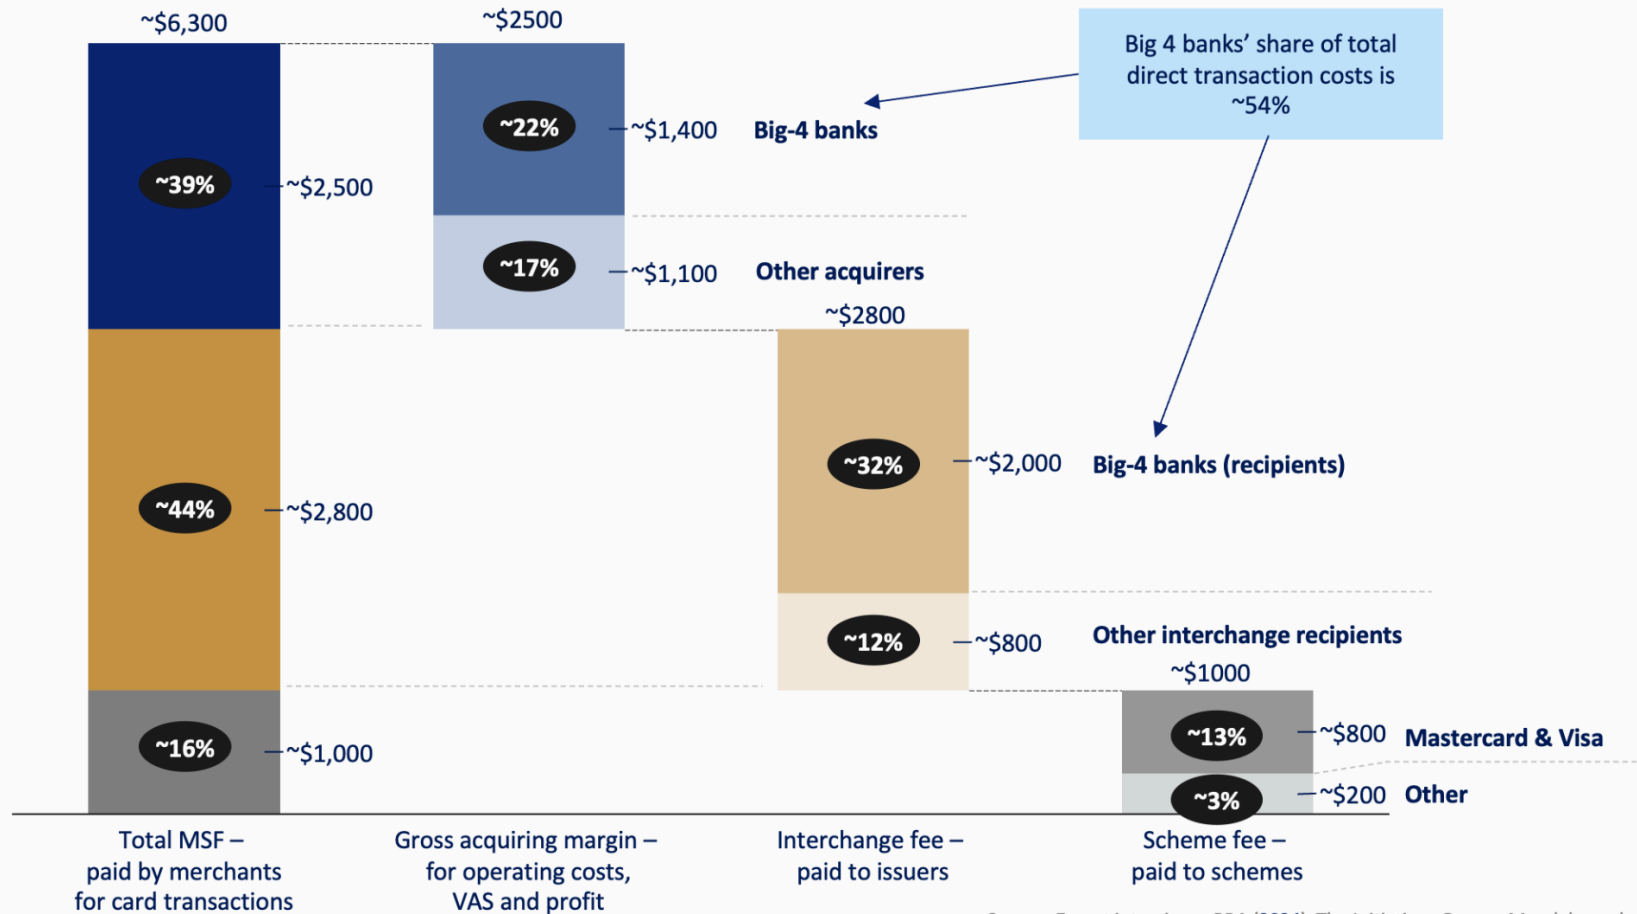 ~$6,300
~$2500
Big 4 banks’ share of total
direct transaction costs is
~54%
~39%
~$2,500
~22%
~$1,400
Big-4 banks
~17%
~$1,100
Other acquirers
~$2800
~44%
~$2,800
~32%
~$2,000
Big-4 banks (recipients)
~12%
~$800
Other interchange recipients
~$1000
~16%
~$1,000
~13%
~$800
Mastercard & Visa
~3%
~$200
Other
Total MSF –
paid by merchants
for card transactions
Gross acquiring margin –
for operating costs,
VAS and profit
Interchange fee –
paid to issuers
Scheme fee –
paid to schemes